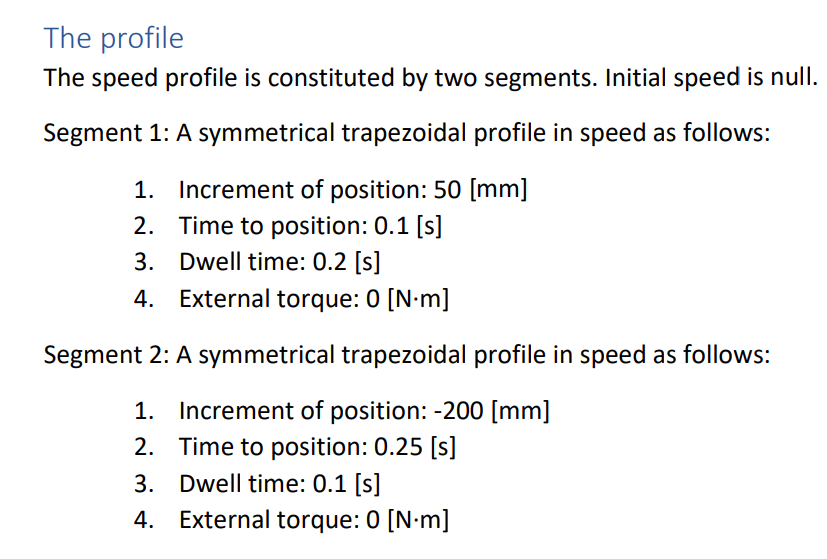 The profile
The speed profile is constituted by two segments. Initial speed is null.
Segment 1: A symmetrical trapezoidal profile in speed as follows:
1. Increment of position: 50 [mm]
2. Time to position: 0.1 [s]
3. Dwell time: 0.2 [s]
4. External torque: 0 [N·m]
Segment 2: A symmetrical trapezoidal profile in speed as follows:
1. Increment of position: -200 [mm]
2. Time to position: 0.25 [s]
3. Dwell time: 0.1 [s]
4. External torque: 0 [N·m]